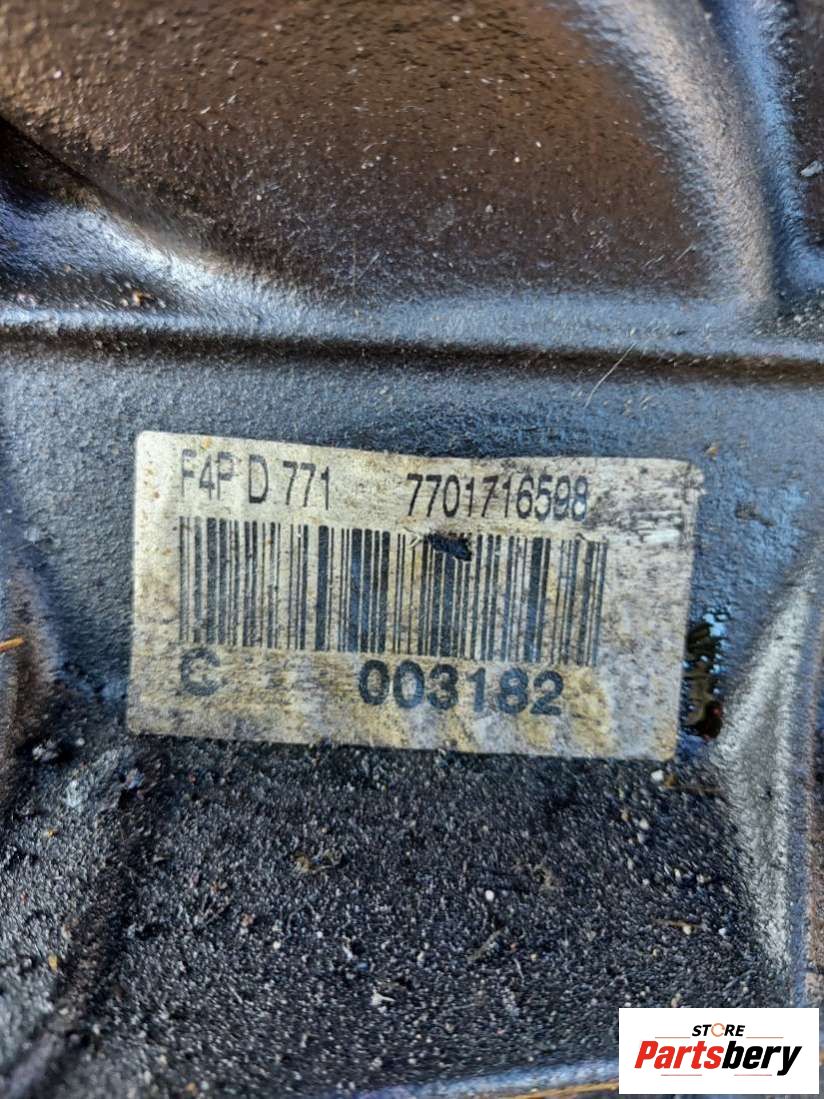 F4P D 771 7701716598
C 003182
STORE
Partsbery